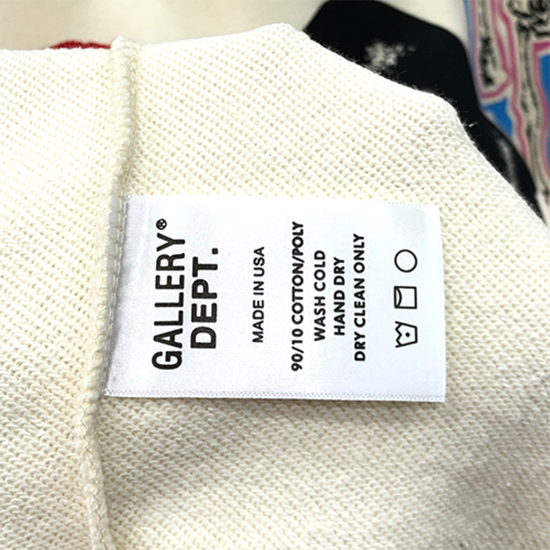 GALLERY®
DEPT.
MADE IN USA
90/10 COTTON/POLY
WASH COLD
HAND DRY
DRY CLEAN ONLY